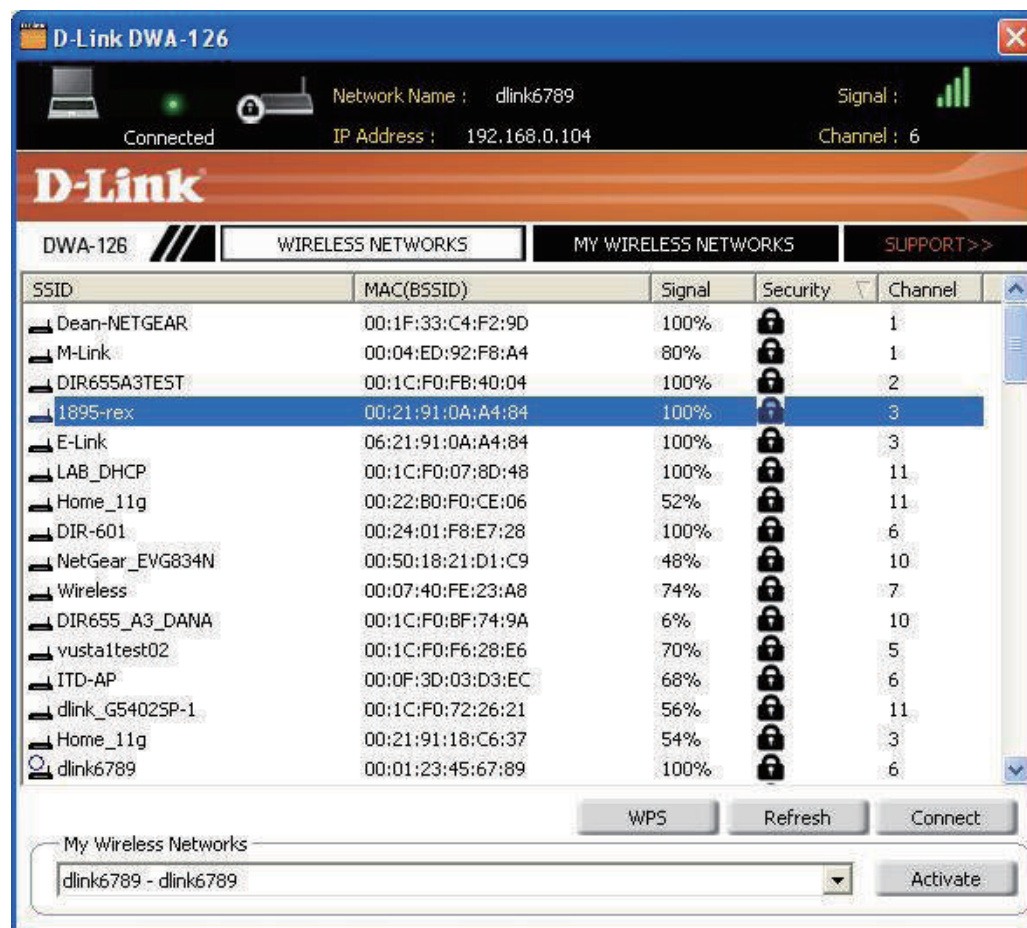 D-Link DWA-126
Network Name : dlink6789 Signal :
Connected IP Address : 192.168.0.104 Channel : 6
D-Link
DWA-126 WIRELESS NETWORKS MY WIRELESS NETWORKS SUPPORT>>
SSID MAC(BSSID) Signal Security Channel
Dean-NETGEAR 00:1F:33:C4:F2:9D 100% 1
M-Link 00:04:ED:92:F8:A4 80% 1
DIR655A3TEST 00:1C:F0:FB:40:04 100% 2
1895-rex 00:21:91:0A:A4:84 100% 3
E-Link 06:21:91:0A:A4:84 100% 3
LAB_DHCP 00:1C:F0:07:8D:48 100% 11
Home_11g 00:22:B0:F0:CE:06 52% 11
DIR-601 00:24:01:F8:E7:28 100% 6
NetGear_EVG834N 00:50:18:21:D1:C9 48% 10
Wireless 00:07:40:FE:23:A8 74% 7
DIR655_A3_DANA 00:1C:F0:BF:74:9A 6% 10
vusta1test02 00:1C:F0:F6:28:E6 70% 5
ITD-AP 00:0F:3D:03:D3:EC 68% 6
dlink_G5402SP-1 00:1C:F0:72:26:21 56% 11
Home_11g 00:21:91:18:C6:37 54% 3
dlink6789 00:01:23:45:67:89 100% 6
WPS Refresh Connect
My Wireless Networks
dlink6789 - dlink6789 Activate